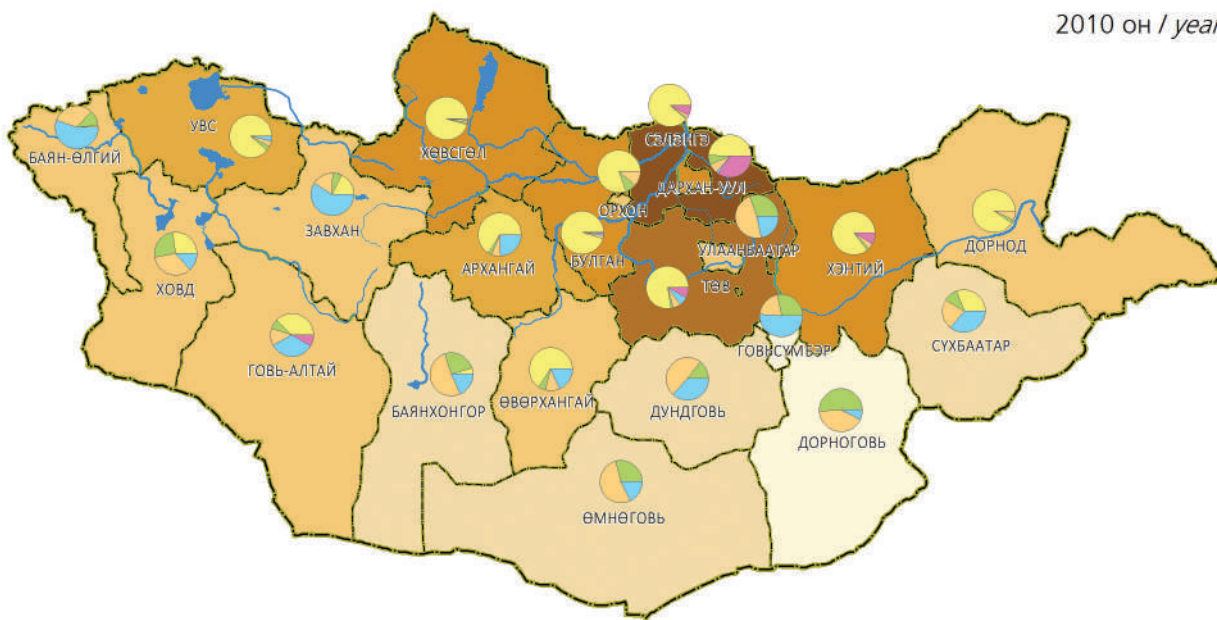 2010 он / year
УВС
БАЯН-ӨЛГИЙ
ХӨВСГӨЛ
СЭЛЭНГЭ
ДАРХАН-УУЛ
ОРХОН
ЗАВХАН
АРХАНГАЙ
БУЛГАН
УЛААНБААТАР
ХЭНТИЙ
ДОРНОД
ХОВД
ТӨВ
ГОВЬ-АЛТАЙ
ГОВЬСҮМБЭР
СҮХБААТАР
БАЯНХОНГОР
ӨВӨРХАНГАЙ
ДУНДГОВЬ
ДОРНОГОВЬ
ӨМНӨГОВЬ